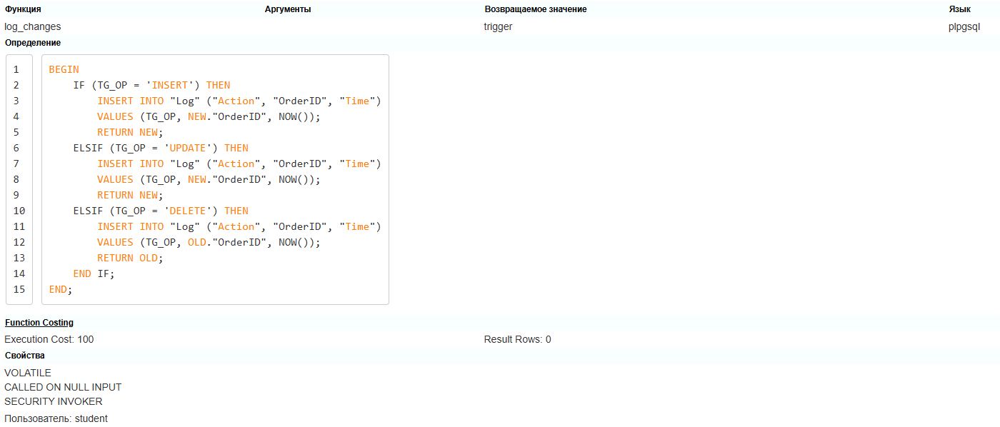 Функция Аргументы Возвращаемое значение Язык
log_changes trigger plpgsql
Определение
1 BEGIN
2 IF (TG_OP = 'INSERT') THEN
3 INSERT INTO "Log" ("Action", "OrderID", "Time")
4 VALUES (TG_OP, NEW."OrderID", NOW());
5 RETURN NEW;
6 ELSIF (TG_OP = 'UPDATE') THEN
7 INSERT INTO "Log" ("Action", "OrderID", "Time")
8 VALUES (TG_OP, NEW."OrderID", NOW());
9 RETURN NEW;
10 ELSIF (TG_OP = 'DELETE') THEN
11 INSERT INTO "Log" ("Action", "OrderID", "Time")
12 VALUES (TG_OP, OLD."OrderID", NOW());
13 RETURN OLD;
14 END IF;
15 END;
Function Costing
Execution Cost: 100 Result Rows: 0
Свойства
VOLATILE
CALLED ON NULL INPUT
SECURITY INVOKER
Пользователь: student